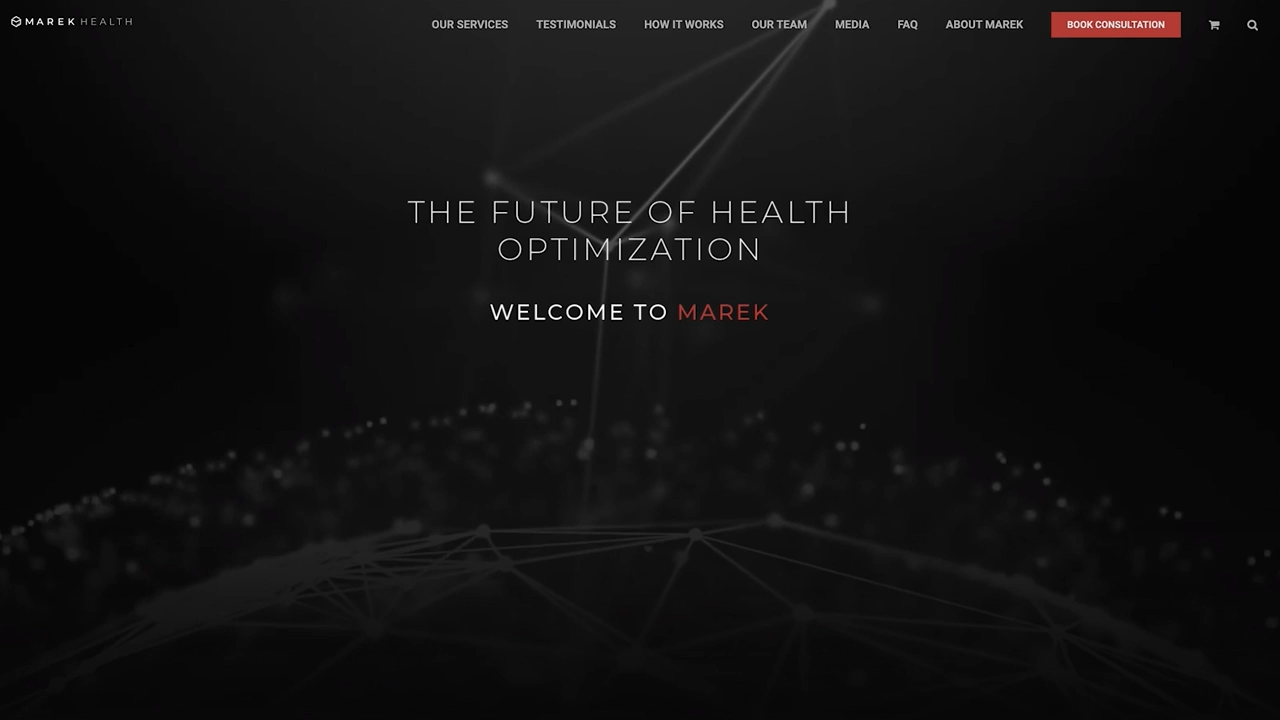 MAREK HEALTH
OUR SERVICES TESTIMONIALS HOW IT WORKS OUR TEAM MEDIA FAQ ABOUT MAREK BOOK CONSULTATION
THE FUTURE OF HEALTH
OPTIMIZATION
WELCOME TO MAREK